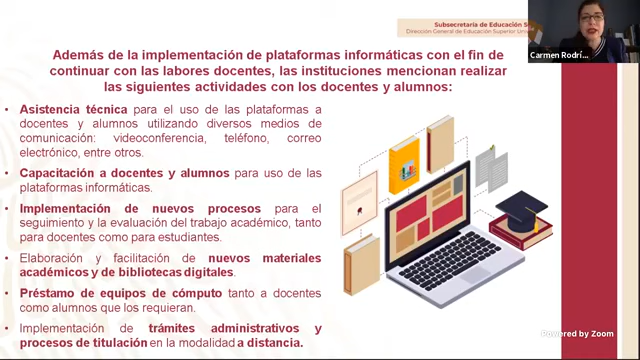 Subsecretaría de Educación
Dirección General de Educación Superior
Carmen Rodrí...
Además de la implementación de plataformas informáticas con el fin de
continuar con las labores docentes, las instituciones mencionan realizar
las siguientes actividades con los docentes y alumnos:
• Asistencia técnica para el uso de las plataformas a
docentes y alumnos utilizando diversos medios de
comunicación: videoconferencia, teléfono, correo
electrónico, entre otros.
• Capacitación a docentes y alumnos para uso de las
plataformas informáticas.
• Implementación de nuevos procesos para el
seguimiento y la evaluación del trabajo académico, tanto
para docentes como para estudiantes.
• Elaboración y facilitación de nuevos materiales
académicos y de bibliotecas digitales.
• Préstamo de equipos de cómputo tanto a docentes
como alumnos que los requieran.
• Implementación de trámites administrativos y
procesos de titulación en la modalidad a distancia.
Powered by Zoom